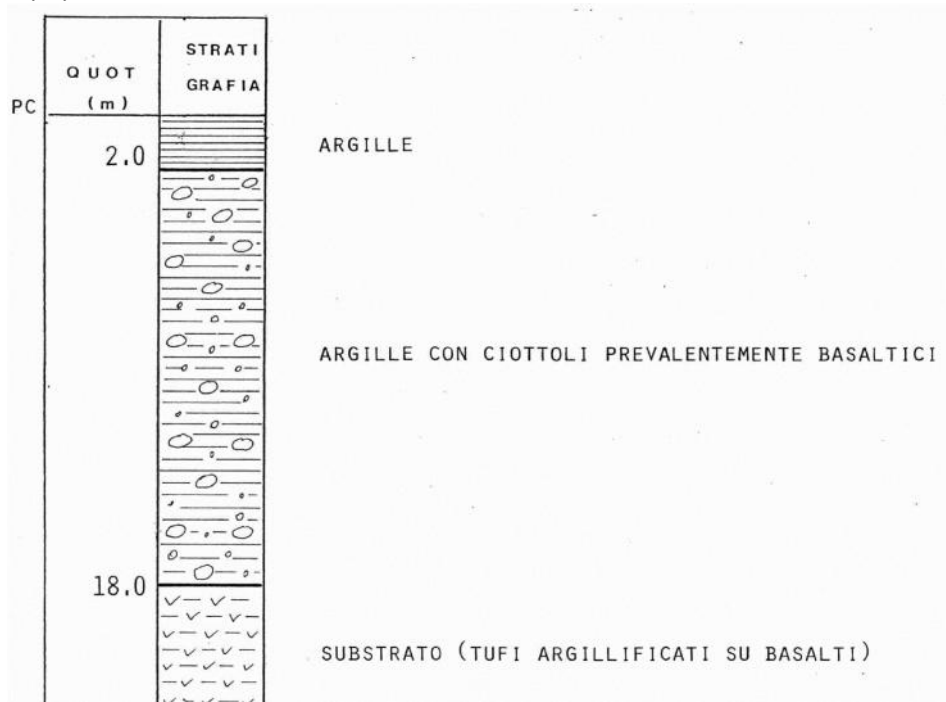 QUOT
(m)
STRATI
GRAFIA
PC
2.0
ARGILLE
ARGILLE CON CIOTTOLI PREVALENTEMENTE BASALTICI
18.0
SUBSTRATO (TUFI ARGILLIFICATI SU BASALTI)